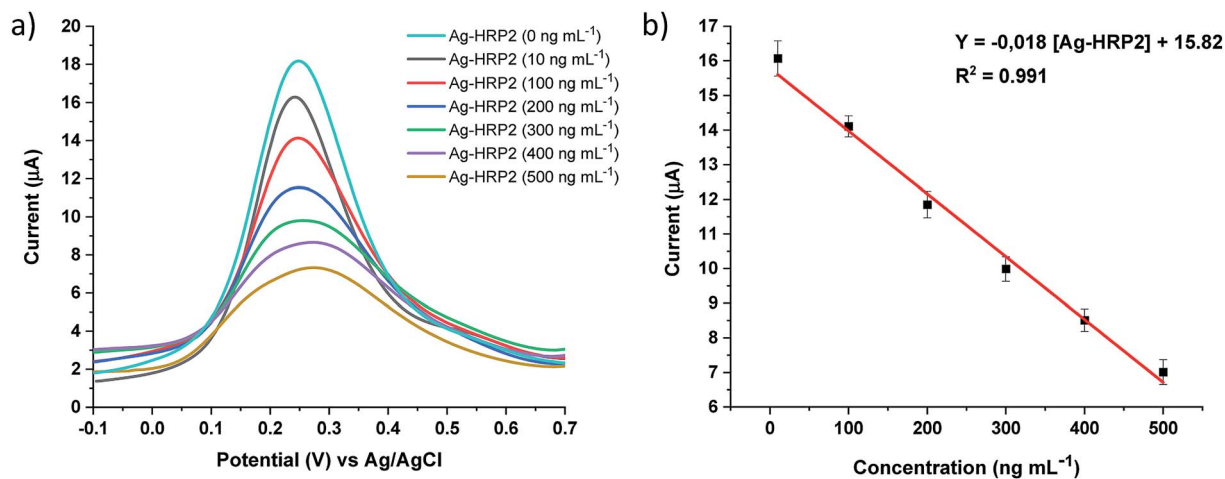 a)
20
18
16
14
12
10
8
6
4
2
0
Current (µA)
-0.1 0.0 0.1 0.2 0.3 0.4 0.5 0.6 0.7
Potential (V) vs Ag/AgCl
Ag-HRP2 (0 ng mL⁻¹)
Ag-HRP2 (10 ng mL⁻¹)
Ag-HRP2 (100 ng mL⁻¹)
Ag-HRP2 (200 ng mL⁻¹)
Ag-HRP2 (300 ng mL⁻¹)
Ag-HRP2 (400 ng mL⁻¹)
Ag-HRP2 (500 ng mL⁻¹)
b)
17
16
15
14
13
12
11
10
9
8
7
6
Current (µA)
0 100 200 300 400 500
Concentration (ng mL⁻¹)
Y = -0,018 [Ag-HRP2] + 15.82
R² = 0.991